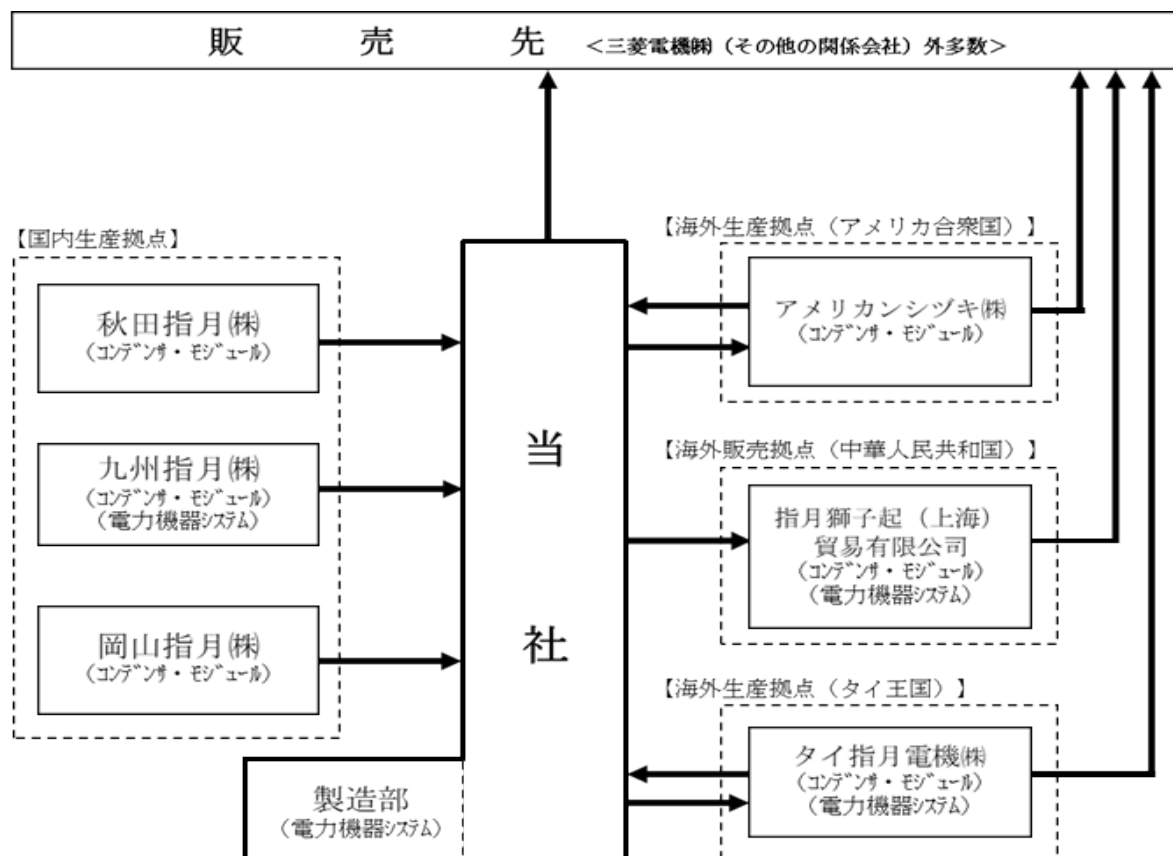 販売先 <三菱電機㈱(その他の関係会社)外多数>
【国内生産拠点】
秋田指月㈱
(コンデンサ・モジュール)
九州指月㈱
(コンデンサ・モジュール)
(電力機器システム)
岡山指月㈱
(コンデンサ・モジュール)
製造部
(電力機器システム)
当
社
【海外生産拠点(アメリカ合衆国)】
アメリカンシヅキ㈱
(コンデンサ・モジュール)
【海外販売拠点(中華人民共和国)】
指月獅子起(上海)
貿易有限公司
(コンデンサ・モジュール)
(電力機器システム)
【海外生産拠点(タイ王国)】
タイ指月電機㈱
(コンデンサ・モジュール)
(電力機器システム)